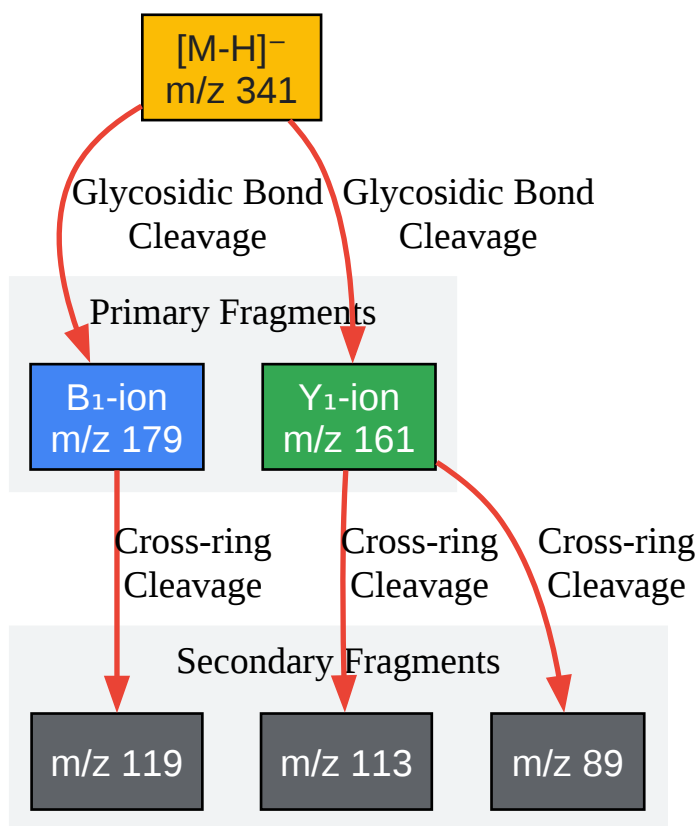 [M-H]⁻
m/z 341
Glycosidic Bond
Cleavage
Glycosidic Bond
Cleavage
Primary Fragments
B₁-ion
m/z 179
Y₁-ion
m/z 161
Cross-ring
Cleavage
Cross-ring
Cleavage
Cross-ring
Cleavage
Secondary Fragments
m/z 119
m/z 113
m/z 89